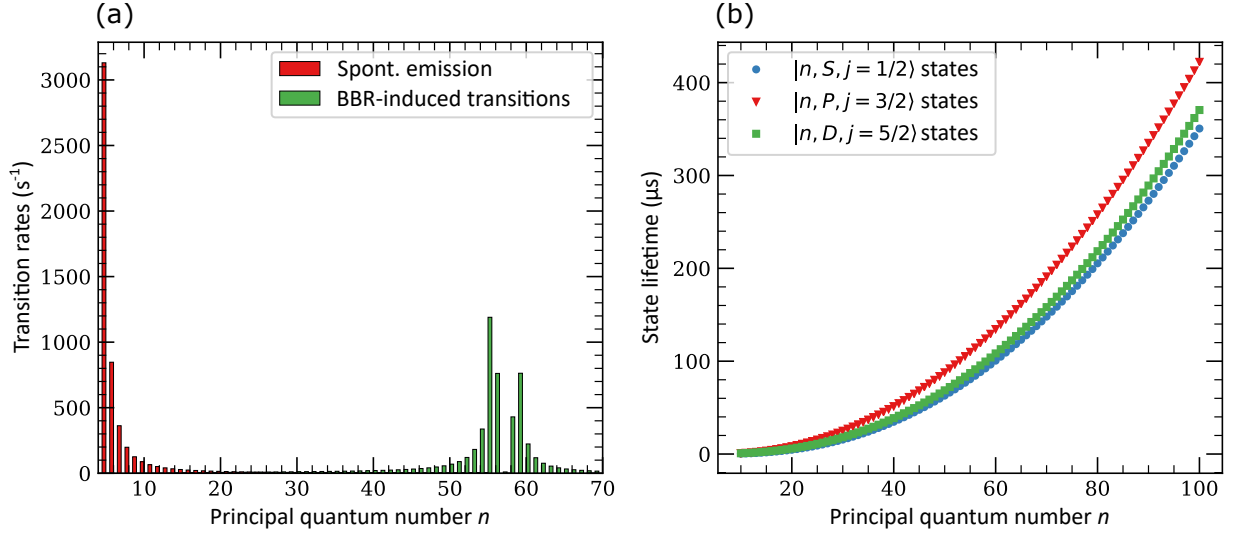 (a)
(b)
3000
2500
2000
1500
1000
500
0
Transition rates (s⁻¹)
Spont. emission
BBR-induced transitions
10 20 30 40 50 60 70
Principal quantum number n
400
300
200
100
0
State lifetime (μs)
|n, S, j = 1/2⟩ states
|n, P, j = 3/2⟩ states
|n, D, j = 5/2⟩ states
20 40 60 80 100
Principal quantum number n